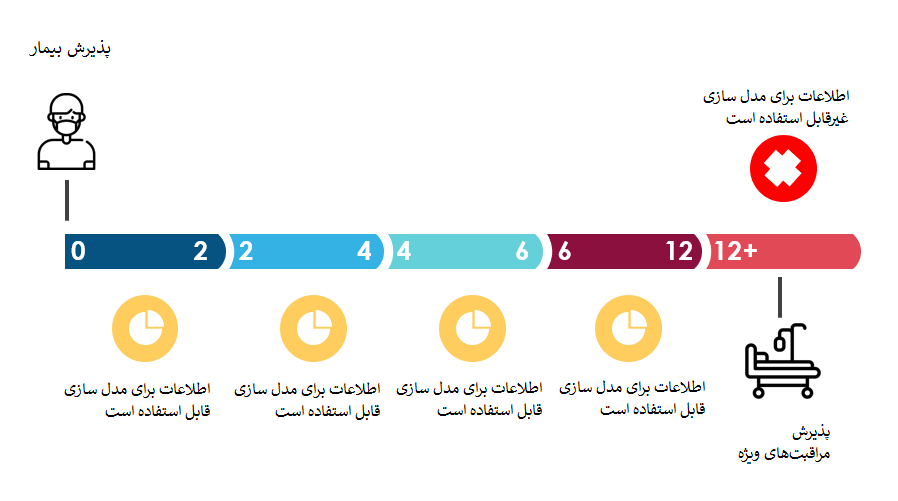 پذیرش بیمار
اطلاعات برای مدل سازی
غیرقابل استفاده است
0 2 2 4 4 6 6 12 12+
اطلاعات برای مدل سازی
قابل استفاده است
اطلاعات برای مدل سازی
قابل استفاده است
اطلاعات برای مدل سازی
قابل استفاده است
اطلاعات برای مدل سازی
قابل استفاده است
پذیرش
مراقبت‌های ویژه